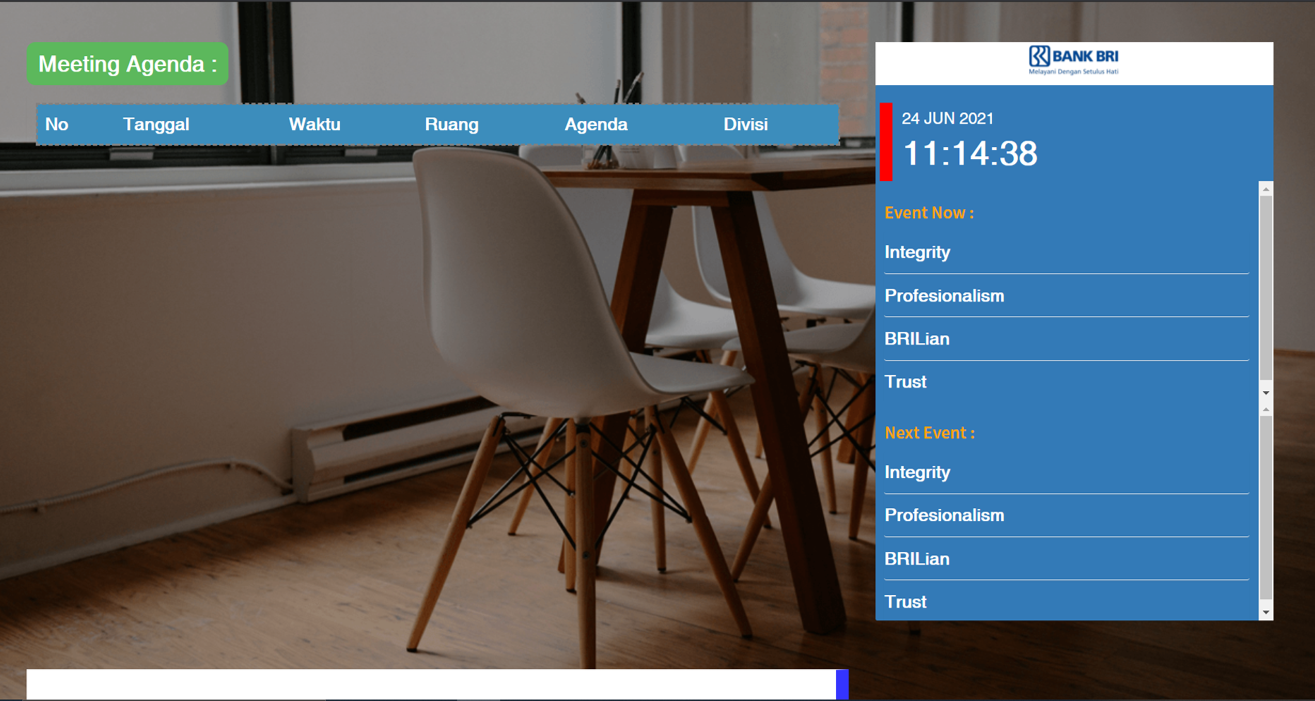 Meeting Agenda :
No Tanggal Waktu Ruang Agenda Divisi
BANK BRI
Melayani Dengan Setulus Hati
24 JUN 2021
11:14:38
Event Now :
Integrity
Profesionalism
BRILian
Trust
Next Event :
Integrity
Profesionalism
BRILian
Trust